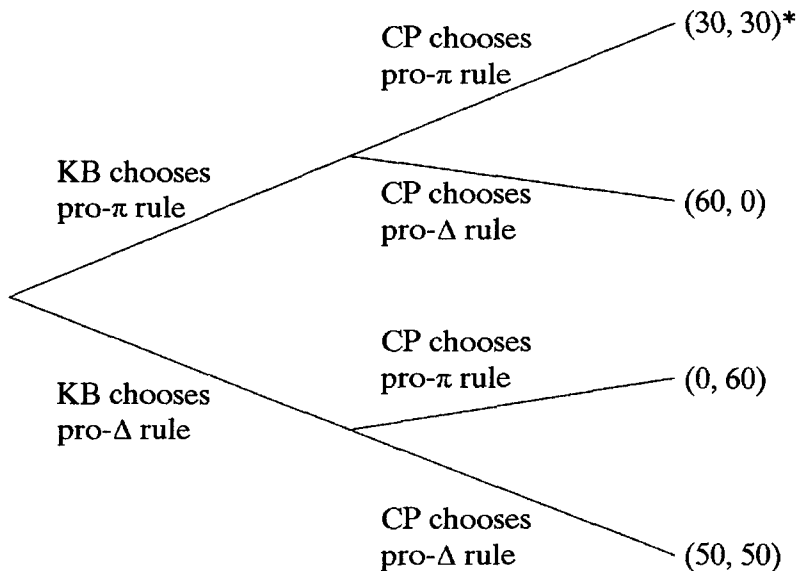 CP chooses
pro-π rule
(30, 30)*
KB chooses
pro-π rule
CP chooses
pro-Δ rule
(60, 0)
CP chooses
pro-π rule
(0, 60)
KB chooses
pro-Δ rule
CP chooses
pro-Δ rule
(50, 50)